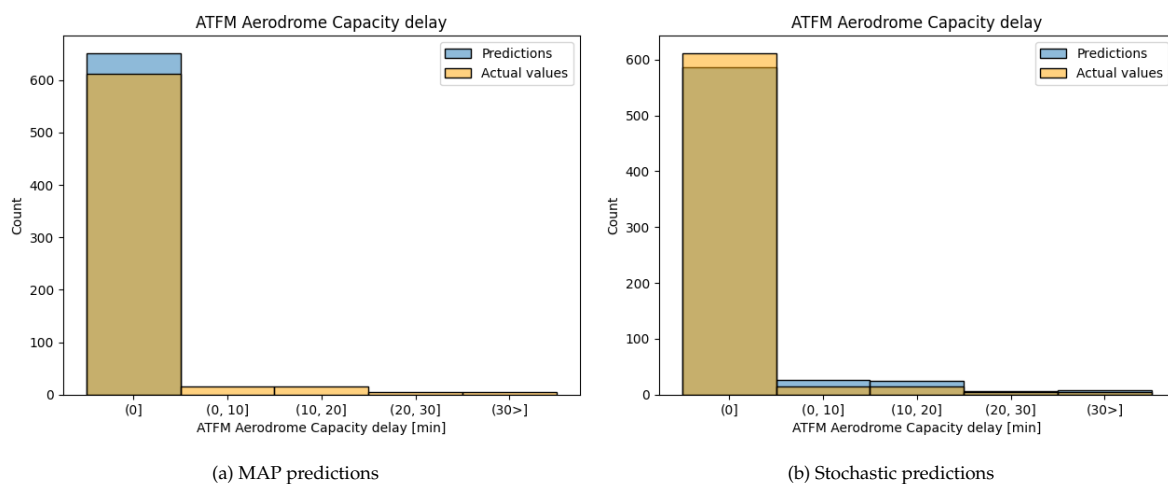 ATFM Aerodrome Capacity delay
Predictions
Actual values
600
500
400
300
200
100
0
Count
(0]
(0, 10]
(10, 20]
(20, 30]
(30>]
ATFM Aerodrome Capacity delay [min]
(a) MAP predictions
ATFM Aerodrome Capacity delay
Predictions
Actual values
600
500
400
300
200
100
0
Count
(0]
(0, 10]
(10, 20]
(20, 30]
(30>]
ATFM Aerodrome Capacity delay [min]
(b) Stochastic predictions